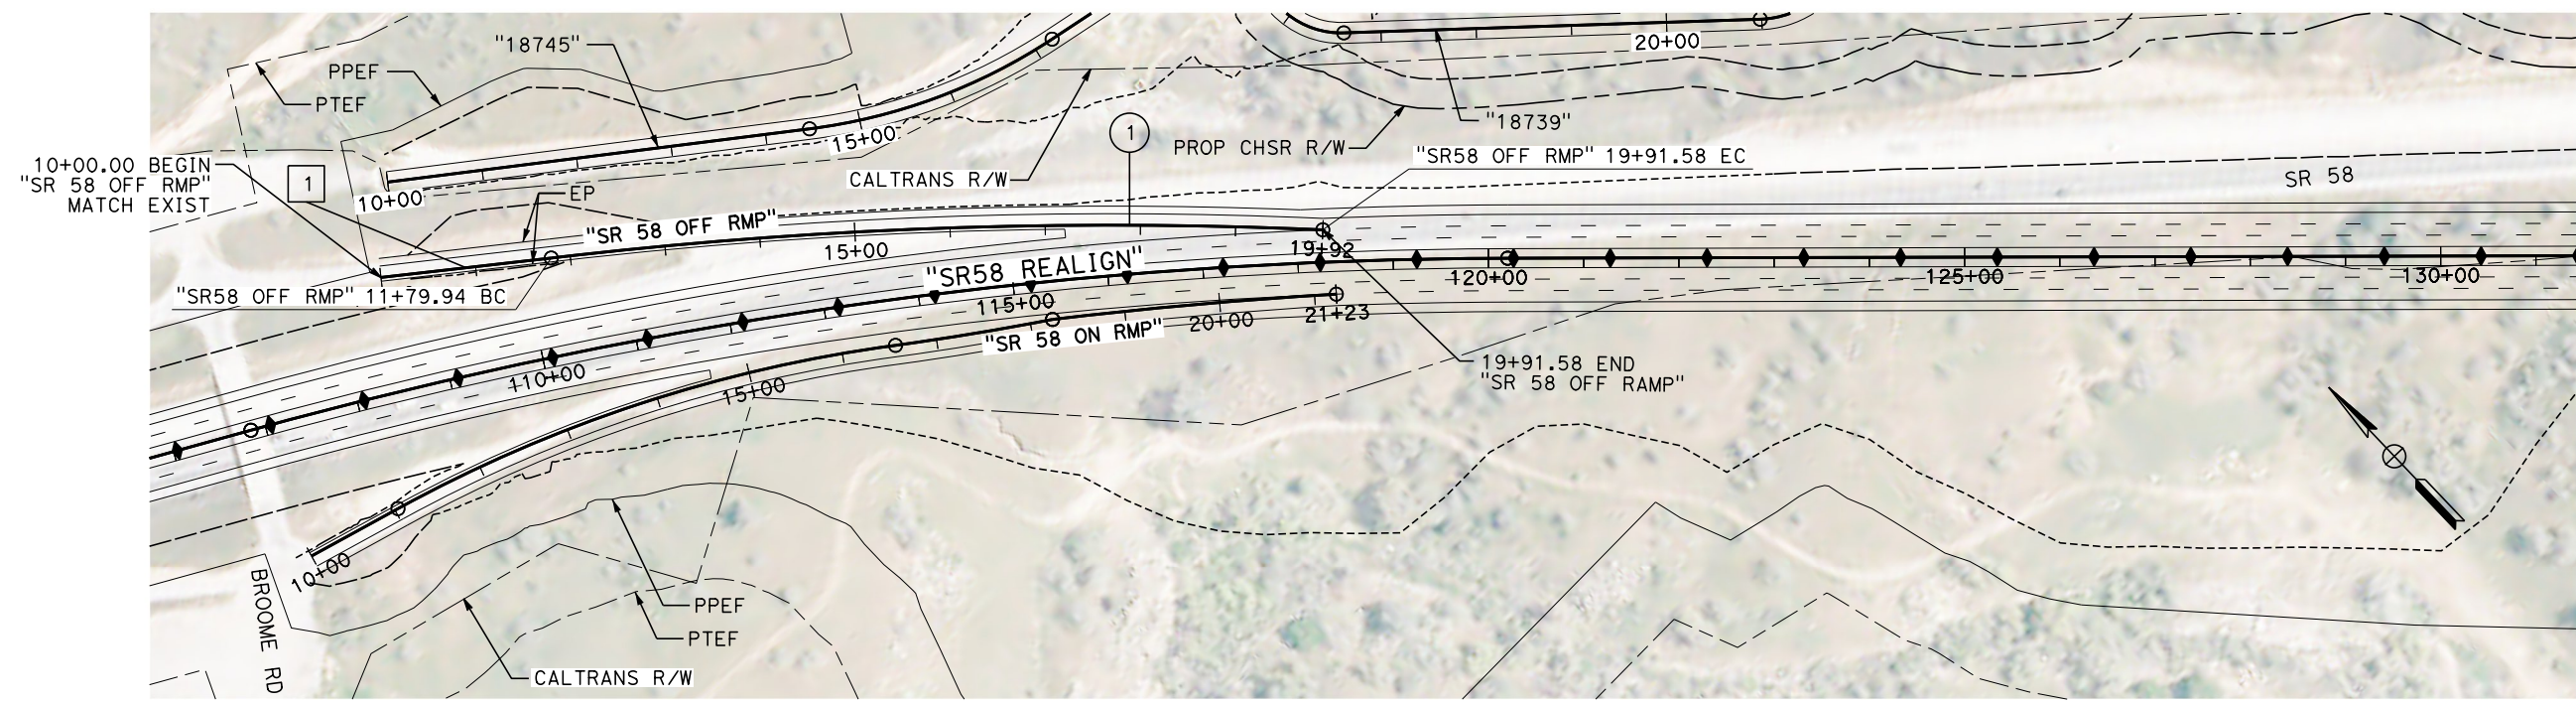 "18745"
20+00
PPEF
PTEF
15+00
1
PROP CHSR R/W
"18739"
"SR58 OFF RMP" 19+91.58 EC
10+00.00 BEGIN
"SR 58 OFF RMP"
MATCH EXIST
1
10+00
EP
CALTRANS R/W
SR 58
"SR 58 OFF RMP"
15+00
19+92
"SR58 REALIGN"
120+00
125+00
130+00
"SR58 OFF RMP" 11+79.94 BC
115+00
20+00
21+23
"SR 58 ON RMP"
110+00
15+00
19+91.58 END
"SR 58 OFF RAMP"
10+00
BROOME RD
PPEF
PTEF
CALTRANS R/W